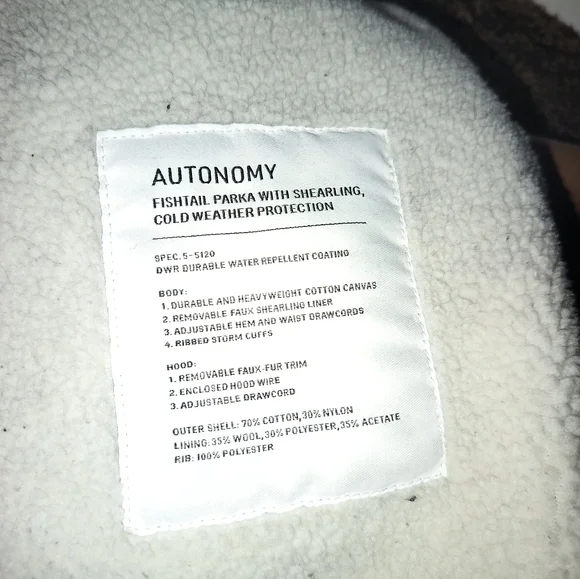 AUTONOMY
FISHTAIL PARKA WITH SHEARLING,
COLD WEATHER PROTECTION
SPEC. 5-5120
DWR DURABLE WATER REPELLENT COATING
BODY:
1. DURABLE AND HEAVYWEIGHT COTTON CANVAS
2. REMOVABLE FAUX SHEARLING LINER
3. ADJUSTABLE HEM AND WAIST DRAWCORDS
4. RIBBED STORM CUFFS
HOOD:
1. REMOVABLE FAUX-FUR TRIM
2. ENCLOSED HOOD WIRE
3. ADJUSTABLE DRAWCORD
OUTER SHELL: 70% COTTON, 30% NYLON
LINING: 35% WOOL, 30% POLYESTER, 35% ACETATE
RIB: 100% POLYESTER